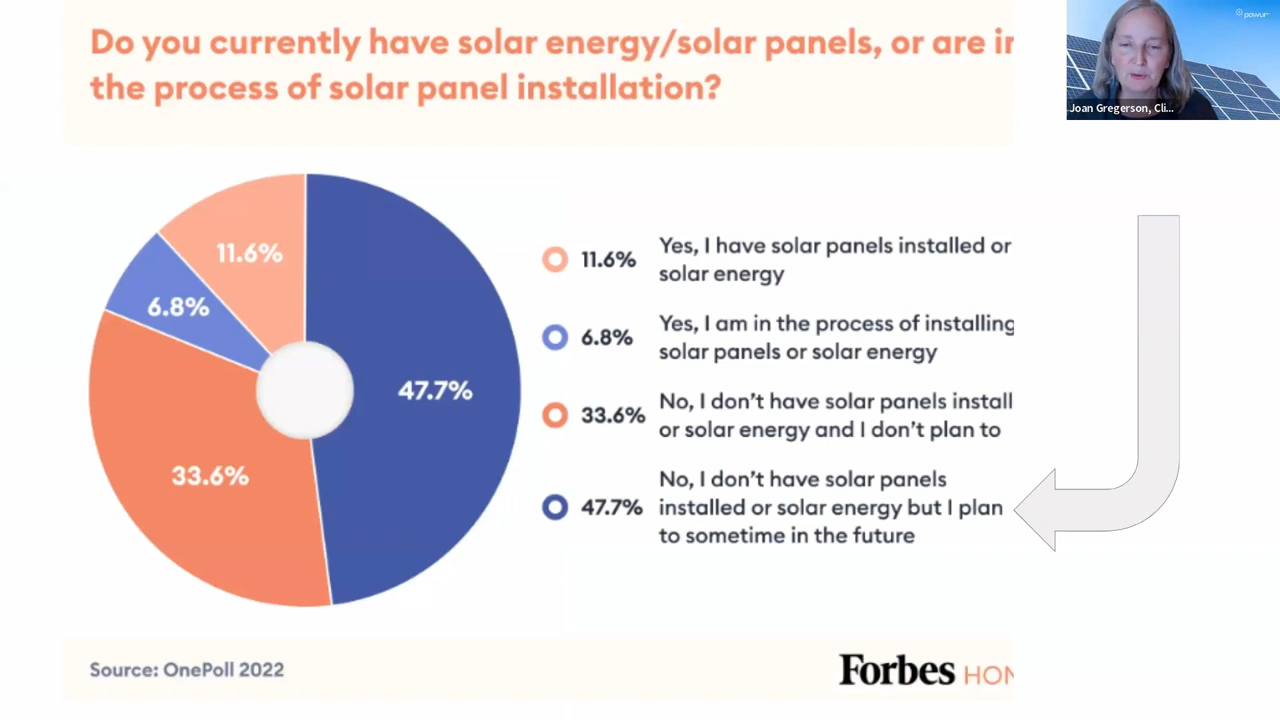 Do you currently have solar energy/solar panels, or are in
the process of solar panel installation?
powur
Joan Gregerson, Cli...
11.6%
6.8%
47.7%
33.6%
11.6% Yes, I have solar panels installed or
solar energy
6.8% Yes, I am in the process of installing
solar panels or solar energy
33.6% No, I don't have solar panels install
or solar energy and I don't plan to
47.7% No, I don't have solar panels
installed or solar energy but I plan
to sometime in the future
Source: OnePoll 2022
Forbes HOM